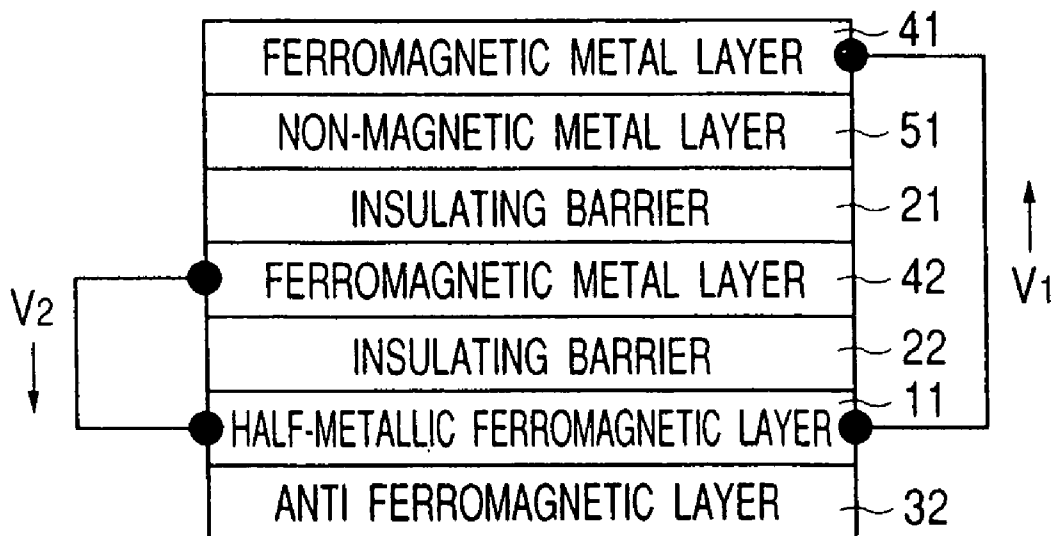 FERROMAGNETIC METAL LAYER 41
NON-MAGNETIC METAL LAYER 51
INSULATING BARRIER 21
FERROMAGNETIC METAL LAYER 42
V2
V1
INSULATING BARRIER 22
HALF-METALLIC FERROMAGNETIC LAYER 11
ANTI FERROMAGNETIC LAYER 32